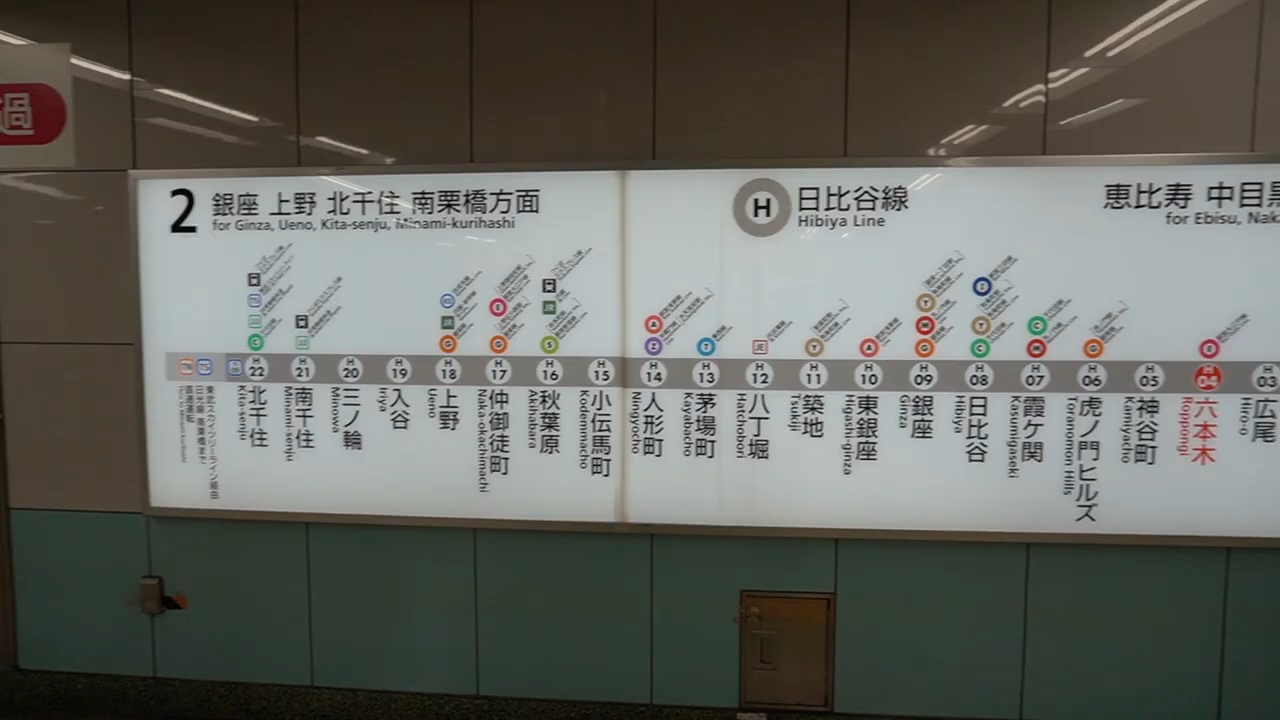 過
2
銀座 上野 北千住 南栗橋方面
for Ginza, Ueno, Kita-senju, Minami-kurihashi
H
日比谷線
Hibiya Line
恵比寿 中目黒
for Ebisu, Nak
H 22
北千住
Kita-senju
H 21
南千住
Minami-senju
H 20
三ノ輪
Minowa
H 19
入谷
Iriya
H 18
上野
Ueno
H 17
仲御徒町
Naka-okachimachi
H 16
秋葉原
Akihabara
H 15
小伝馬町
Kodemmacho
H 14
人形町
Ningyocho
H 13
茅場町
Kayabacho
H 12
八丁堀
Hatchobori
H 11
築地
Tsukiji
H 10
東銀座
Higashi-ginza
H 09
銀座
Ginza
H 08
日比谷
Hibiya
H 07
霞ケ関
Kasumigaseki
H 06
虎ノ門ヒルズ
Toranomon Hills
H 05
神谷町
Kamiyacho
H 04
六本木
Roppongi
H 03
広尾
Hiro-o